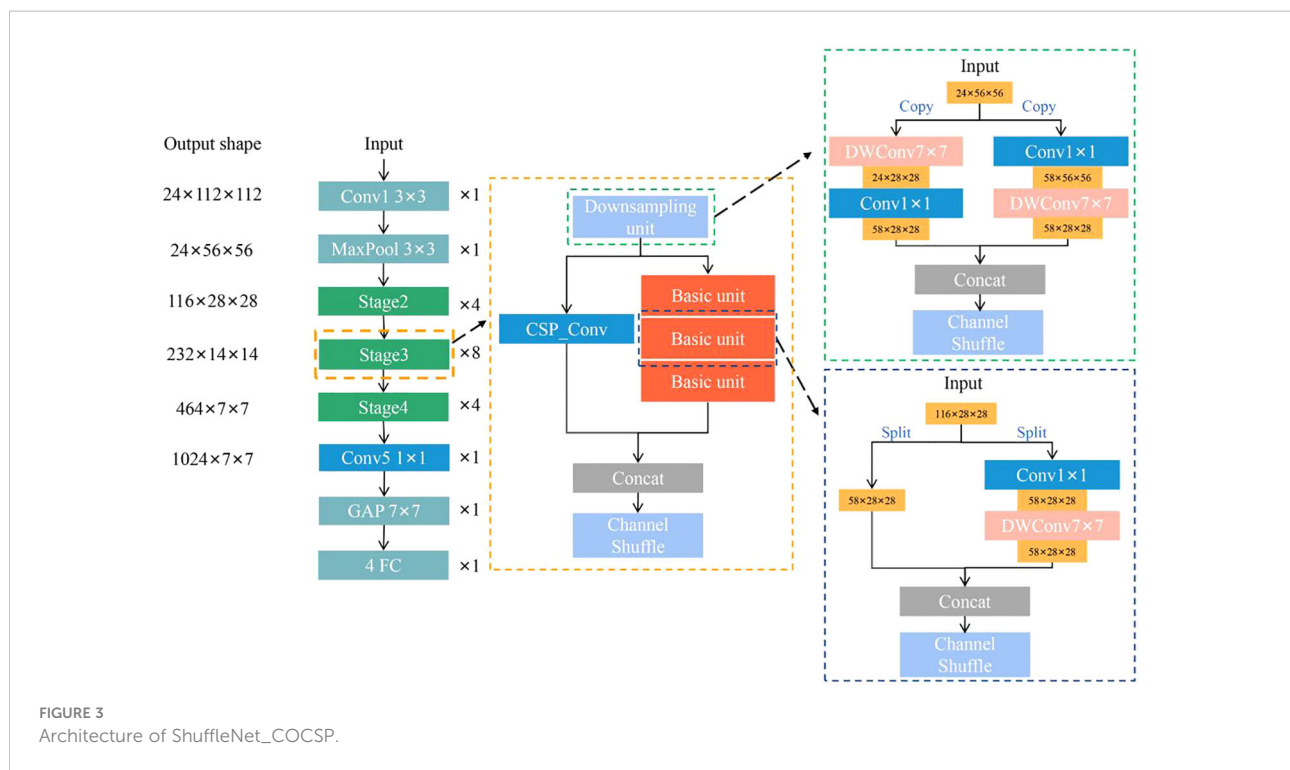 Output shape
Input
24×112×112
Conv1 3×3
×1
24×56×56
MaxPool 3×3
×1
116×28×28
Stage2
×4
232×14×14
Stage3
×8
464×7×7
Stage4
×4
1024×7×7
Conv5 1×1
×1
GAP 7×7
×1
4 FC
×1
Downsampling
unit
CSP_Conv
Basic unit
Basic unit
Basic unit
Concat
Channel
Shuffle
Input
24×56×56
Copy
Copy
DWConv7×7
24×28×28
Conv1×1
58×28×28
Conv1×1
58×56×56
DWConv7×7
58×28×28
Concat
Channel
Shuffle
Input
116×28×28
Split
Split
58×28×28
Conv1×1
58×28×28
DWConv7×7
58×28×28
Concat
Channel
Shuffle
FIGURE 3
Architecture of ShuffleNet_COCSP.